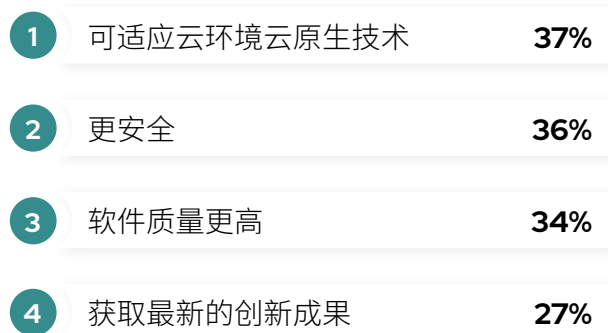 1 可适应云环境云原生技术 37%
2 更安全 36%
3 软件质量更高 34%
4 获取最新的创新成果 27%